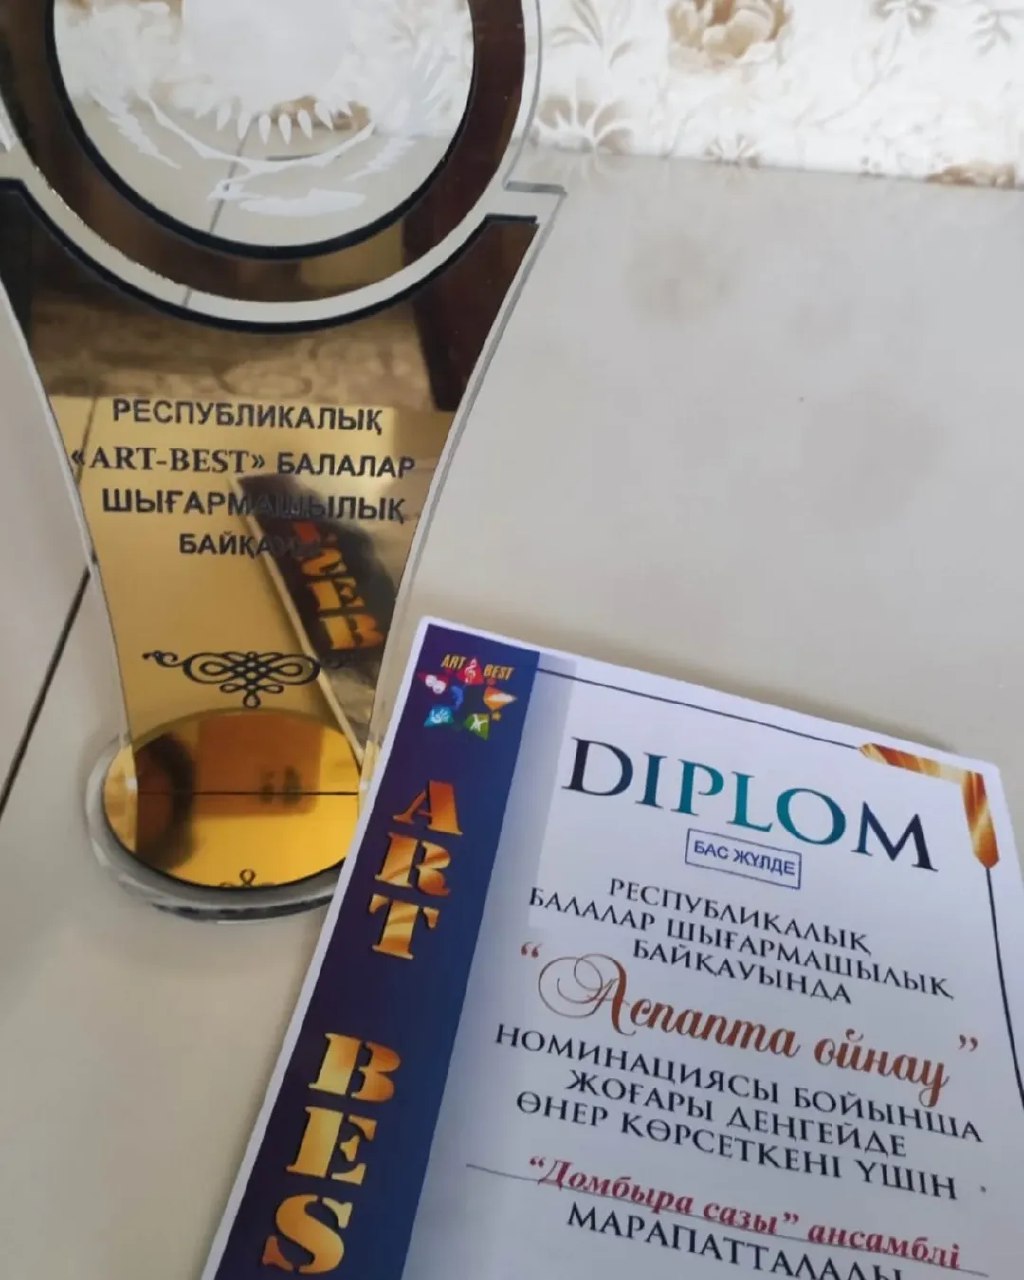 РЕСПУБЛИКАЛЫҚ
«ART-BEST» БАЛАЛАР
ШЫҒАРМАШЫЛЫҚ
ART BEST
ART
BES
DIPLOM
БАС ЖҮЛДЕ
РЕСПУБЛИКАЛЫҚ
БАЛАЛАР ШЫҒАРМАШЫЛЫҚ
БАЙҚАУЫНДА
“Аспапта ойнау”
НОМИНАЦИЯСЫ БОЙЫНША
ЖОҒАРЫ ДЕҢГЕЙДЕ
ӨНЕР КӨРСЕТКЕНІ ҮШІН
“Домбыра сазы” ансамблі
МАРАПАТТАЛАДЫ